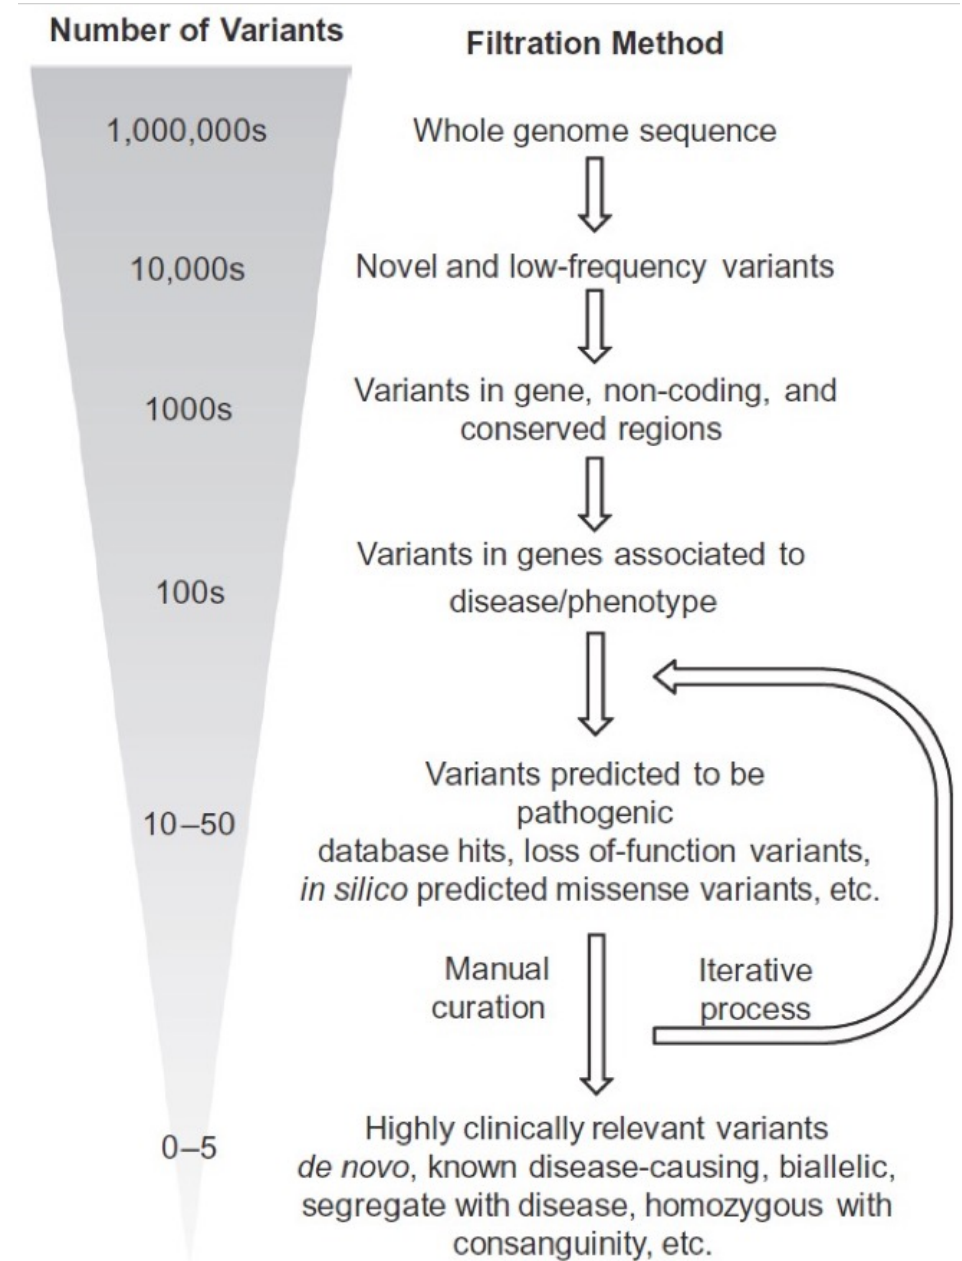 Number of Variants
Filtration Method
1,000,000s
Whole genome sequence
10,000s
Novel and low-frequency variants
1000s
Variants in gene, non-coding, and
conserved regions
100s
Variants in genes associated to
disease/phenotype
10–50
Variants predicted to be
pathogenic
database hits, loss of-function variants,
in silico predicted missense variants, etc.
Manual
curation
Iterative
process
0–5
Highly clinically relevant variants
de novo, known disease-causing, biallelic,
segregate with disease, homozygous with
consanguinity, etc.